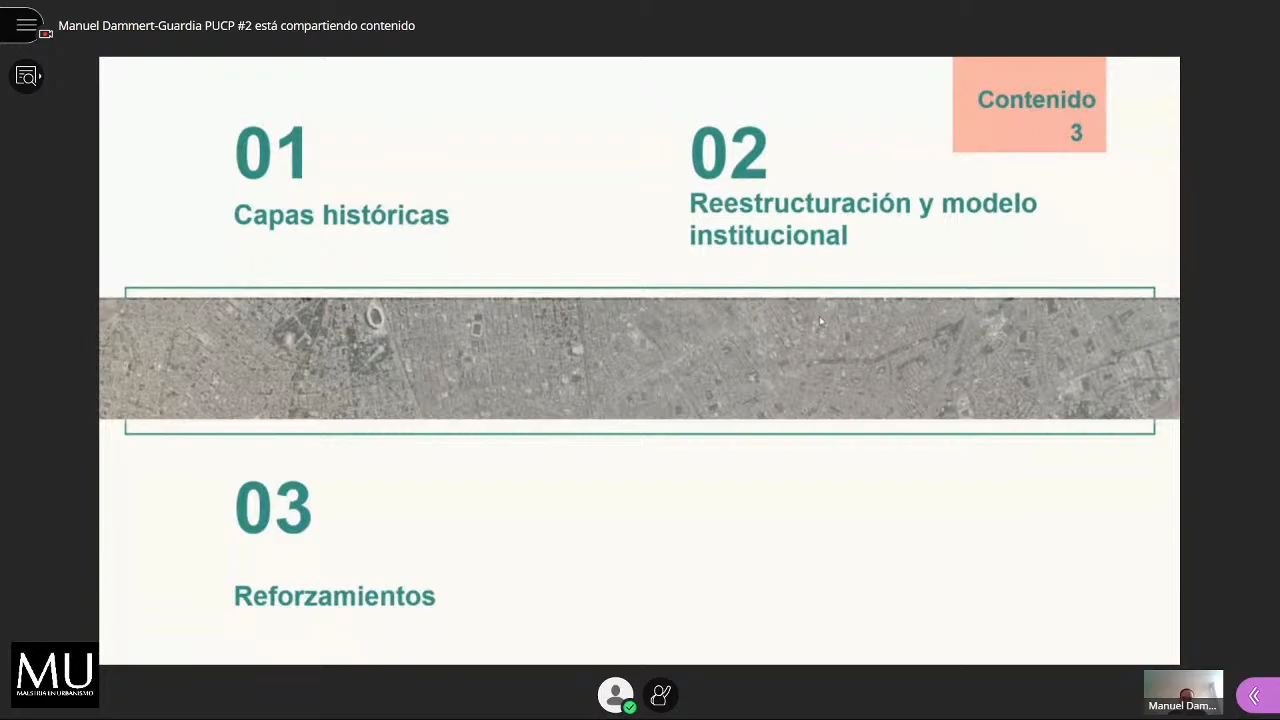 Manuel Dammert-Guardia PUCP #2 está compartiendo contenido
Contenido
3
01
Capas históricas
02
Reestructuración y modelo
institucional
03
Reforzamientos
MU
MAESTRIA EN URBANISMO
Manuel Dam...